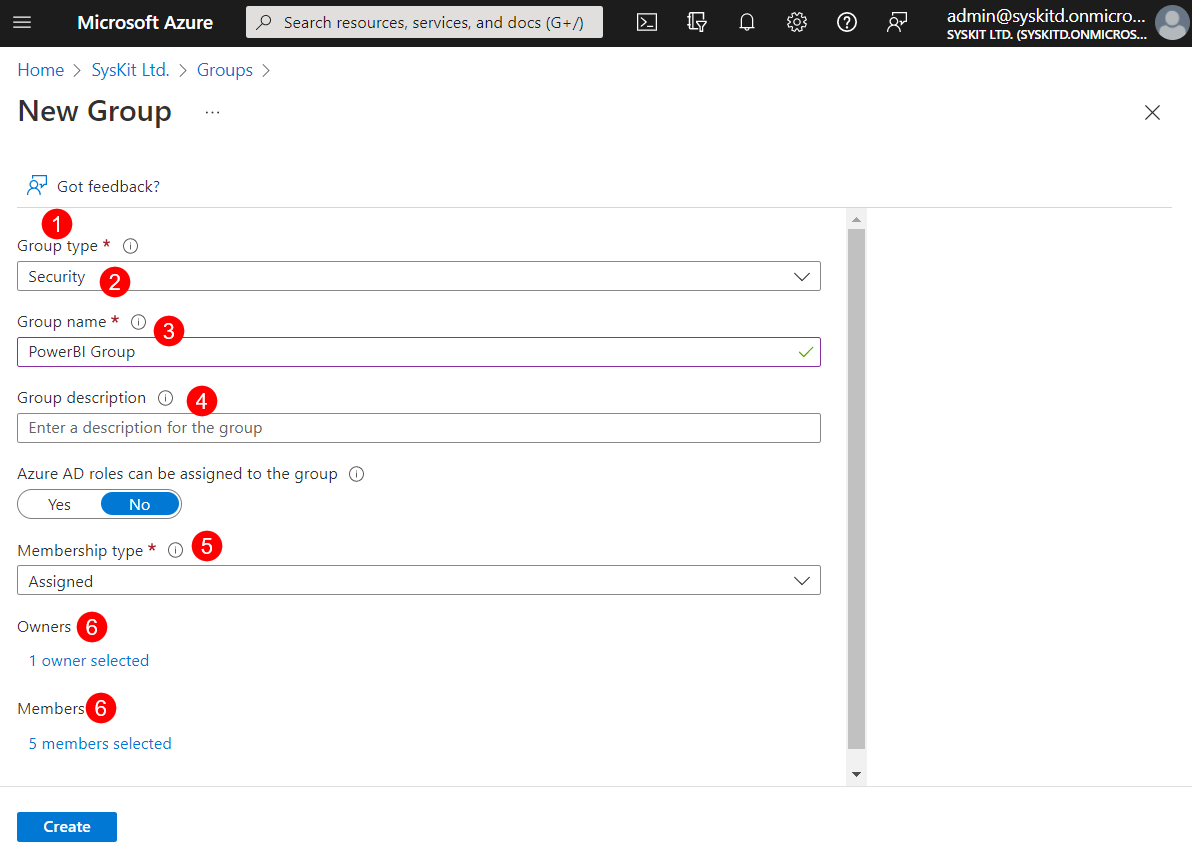 Microsoft Azure
Search resources, services, and docs (G+/)
admin@syskitd.onmicro...
SYSKIT LTD. (SYSKITD.ONMICROS...
Home > SysKit Ltd. > Groups >
New Group ...
Got feedback?
1
Group type *
Security 2
Group name * 3
PowerBI Group
Group description 4
Enter a description for the group
Azure AD roles can be assigned to the group
Yes No
Membership type * 5
Assigned
Owners 6
1 owner selected
Members 6
5 members selected
Create